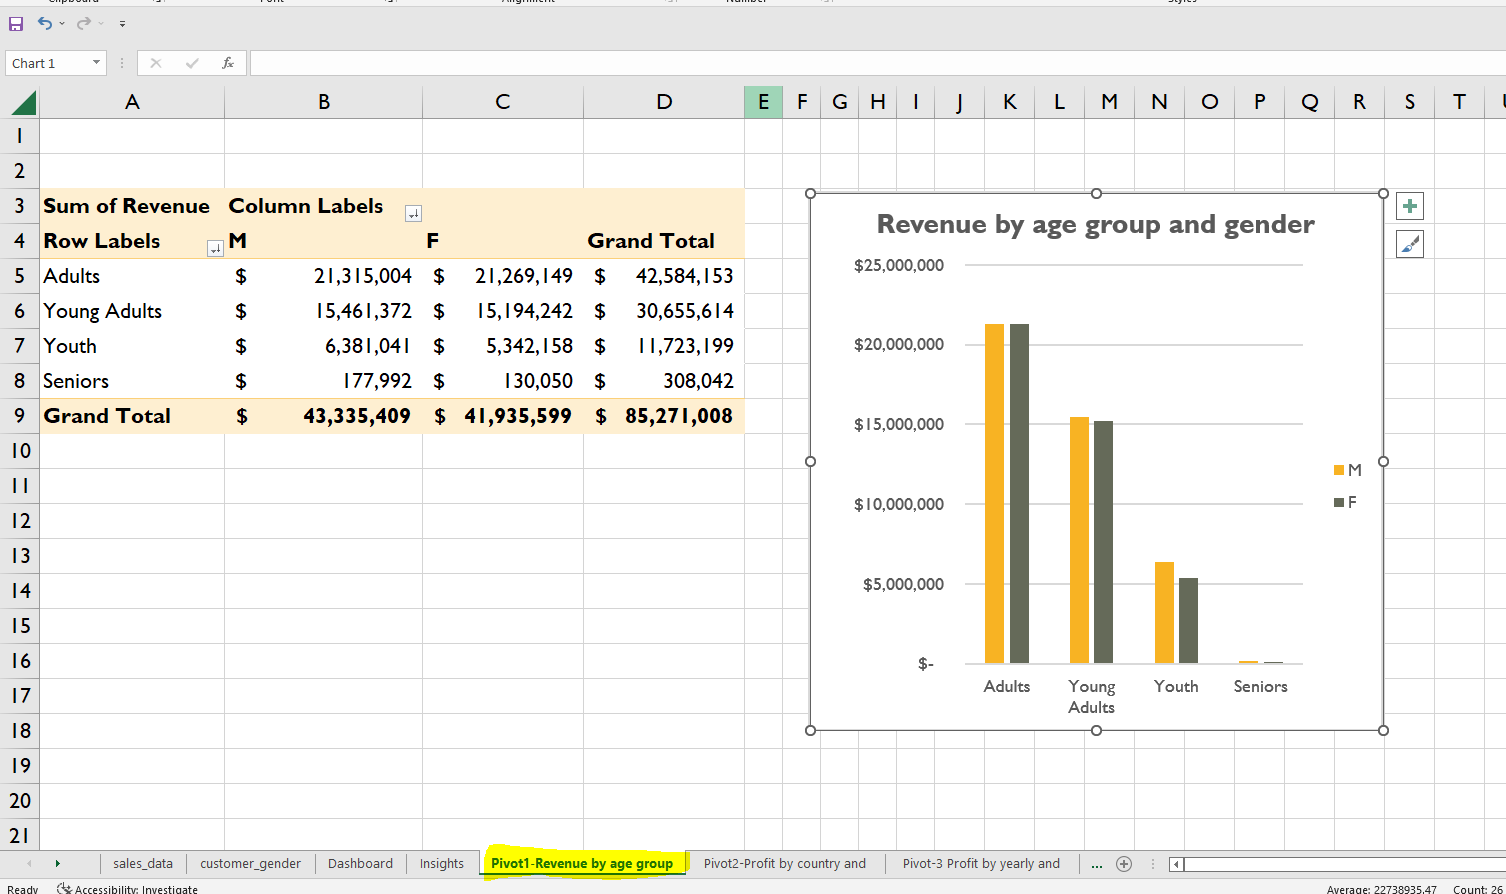 Clipboard Font Alignment Number Styles
Chart 1 fx
A B C D E F G H I J K L M N O P Q R S T
1
2
3 Sum of Revenue Column Labels
4 Row Labels M F Grand Total
5 Adults $ 21,315,004 $ 21,269,149 $ 42,584,153
6 Young Adults $ 15,461,372 $ 15,194,242 $ 30,655,614
7 Youth $ 6,381,041 $ 5,342,158 $ 11,723,199
8 Seniors $ 177,992 $ 130,050 $ 308,042
9 Grand Total $ 43,335,409 $ 41,935,599 $ 85,271,008
10
11
12
13
14
15
16
17
18
19
20
21
Revenue by age group and gender
$25,000,000
$20,000,000
$15,000,000
$10,000,000
$5,000,000
$-
Adults Young Adults Youth Seniors
M
F
sales_data customer_gender Dashboard Insights Pivot1-Revenue by age group Pivot2-Profit by country and Pivot-3 Profit by yearly and ...
Ready Accessibility: Investigate Average: 22738935.47 Count: 26